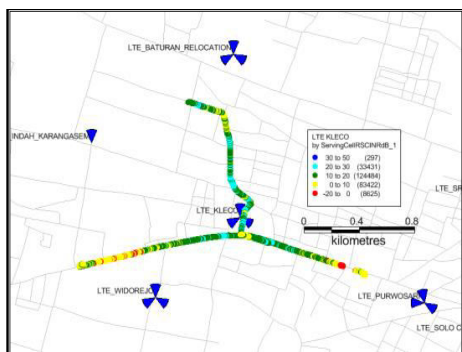 LTE_BATURAN_RELOCATION
INDAH_KARANGASEM
LTE KLECO
by ServingCellRSCINRdB_1
30 to 50 (297)
20 to 30 (33431)
10 to 20 (124484)
0 to 10 (83422)
-20 to 0 (8625)
LTE_SR
LTE_KLECO
0 0.4 0.8
kilometres
LTE_WIDOREJO
LTE_PURWOSAR
LTE_SOLO C